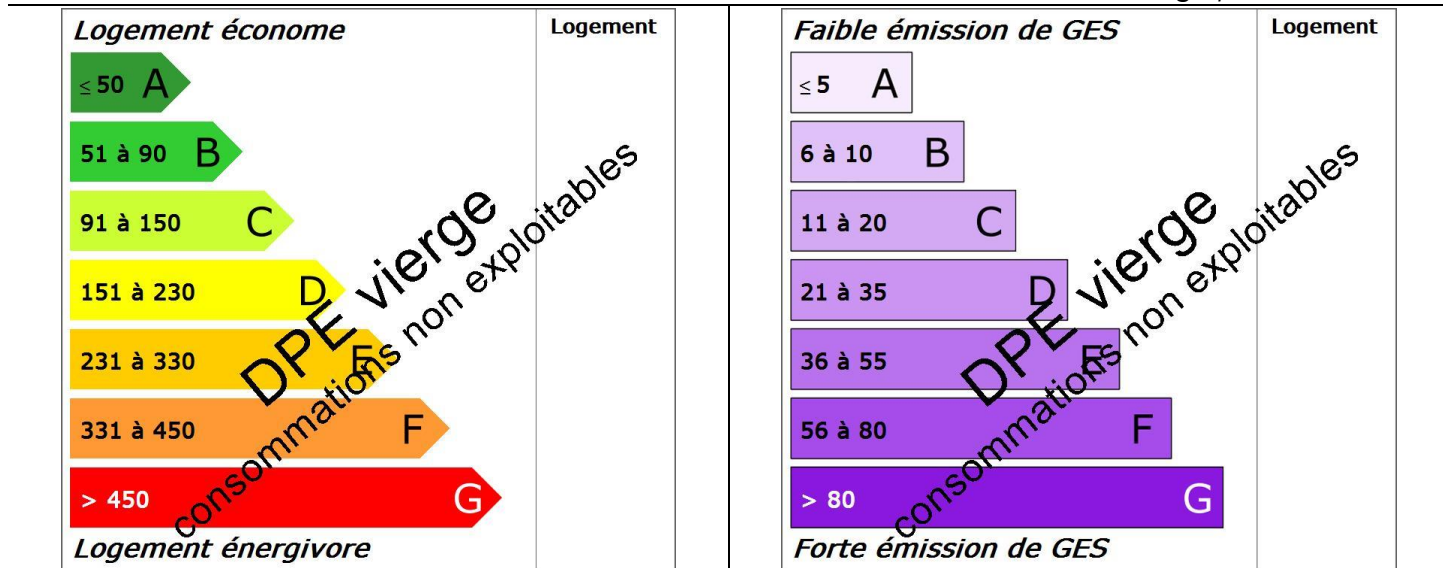 Logement économe
Logement
≤ 50 A
51 à 90 B
91 à 150 C
151 à 230 D
231 à 330 E
331 à 450 F
> 450 G
Logement énergivore
DPE vierge
consommations non exploitables
Faible émission de GES
Logement
≤ 5 A
6 à 10 B
11 à 20 C
21 à 35 D
36 à 55 E
56 à 80 F
> 80 G
Forte émission de GES
DPE vierge
consommations non exploitables